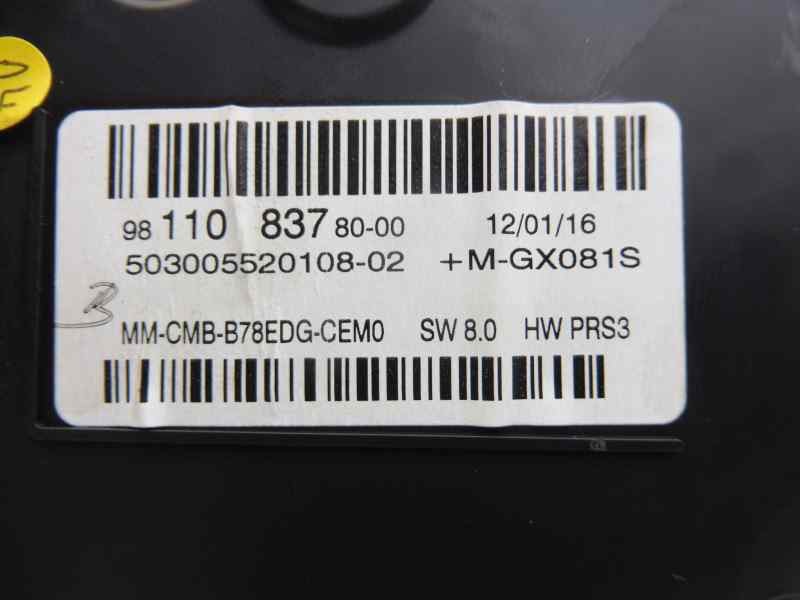 98 110 837 80-00 12/01/16
503005520108-02 +M-GX081S
B
MM-CMB-B78EDG-CEM0 SW 8.0 HW PRS3